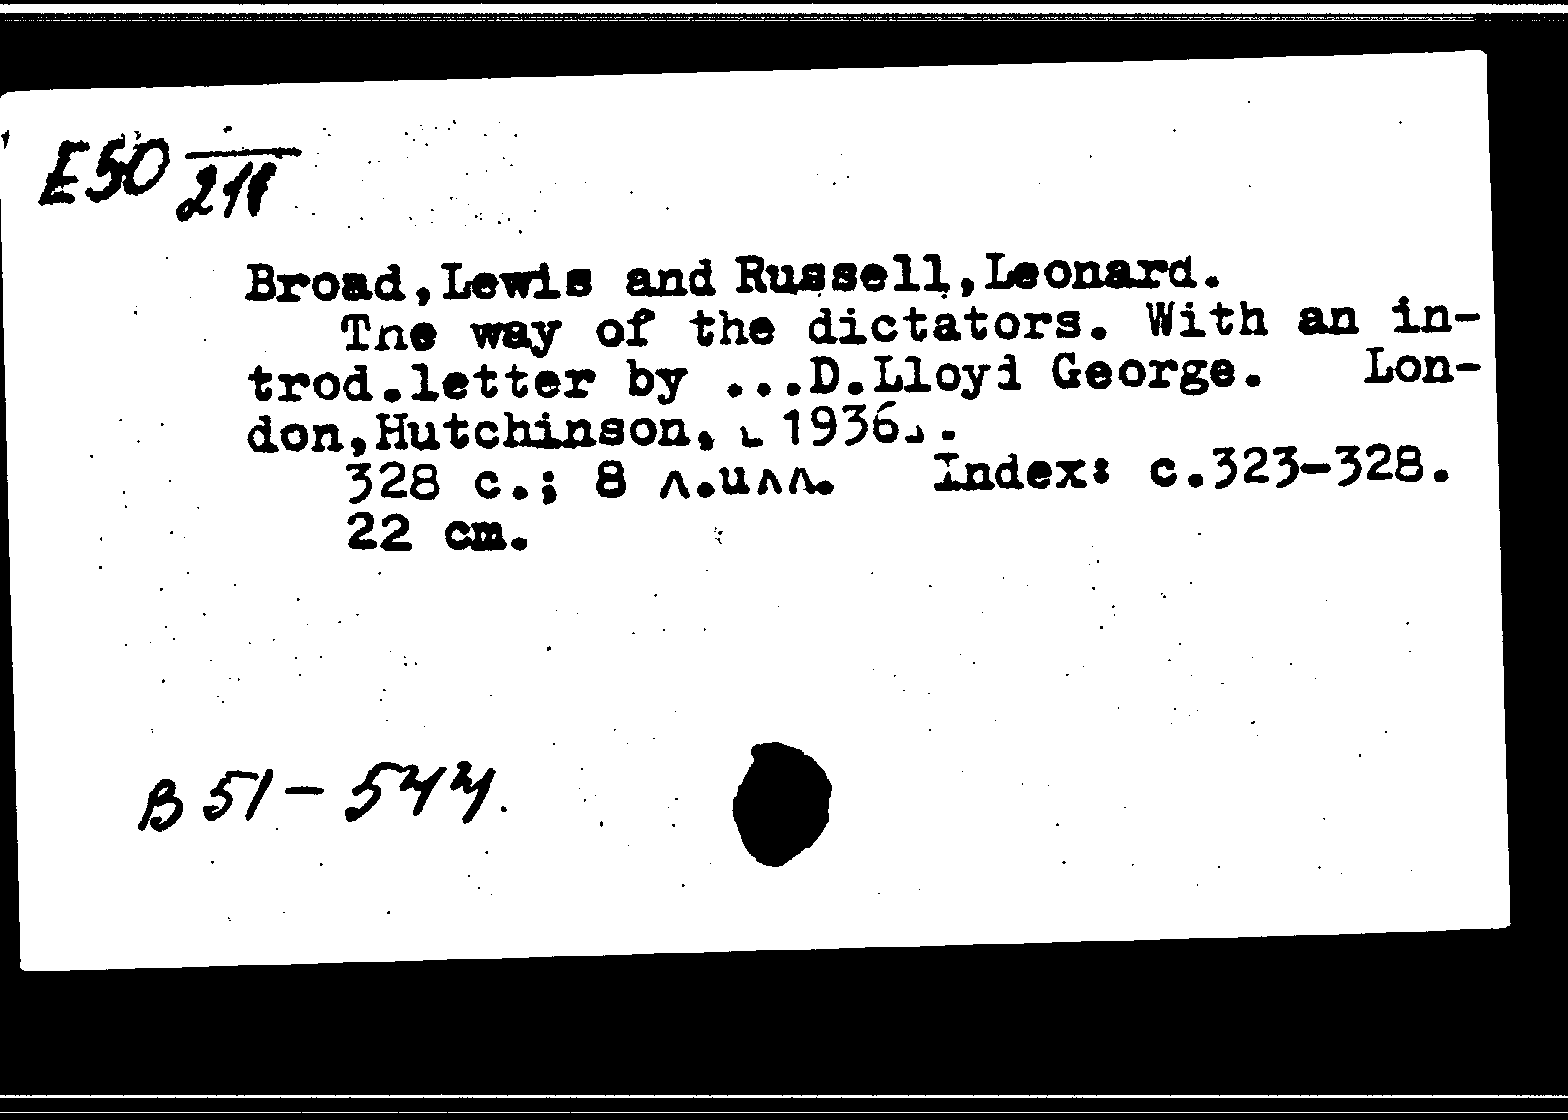 E50 211
Broad,Lewis and Russell,Leonard.
Tne way of the dictators. With an in-
trod.letter by ...D.Lloyd George. Lon-
don,Hutchinson, [1936].
328 с.; 8 л.илл. Index: с.323-328.
22 cm.
В 51 - 544.